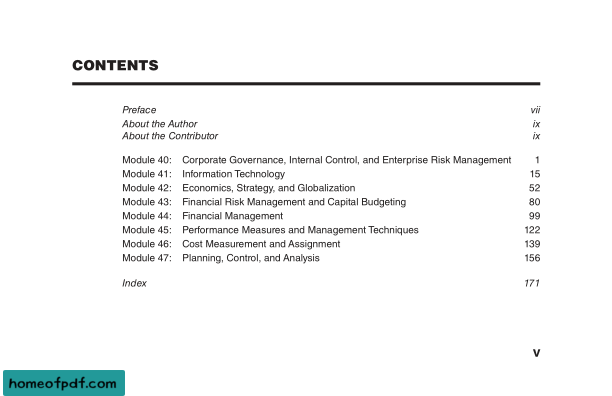 CONTENTS
Preface vii
About the Author ix
About the Contributor ix
Module 40: Corporate Governance, Internal Control, and Enterprise Risk Management 1
Module 41: Information Technology 15
Module 42: Economics, Strategy, and Globalization 52
Module 43: Financial Risk Management and Capital Budgeting 80
Module 44: Financial Management 99
Module 45: Performance Measures and Management Techniques 122
Module 46: Cost Measurement and Assignment 139
Module 47: Planning, Control, and Analysis 156
Index 171
v
homeofpdf.com